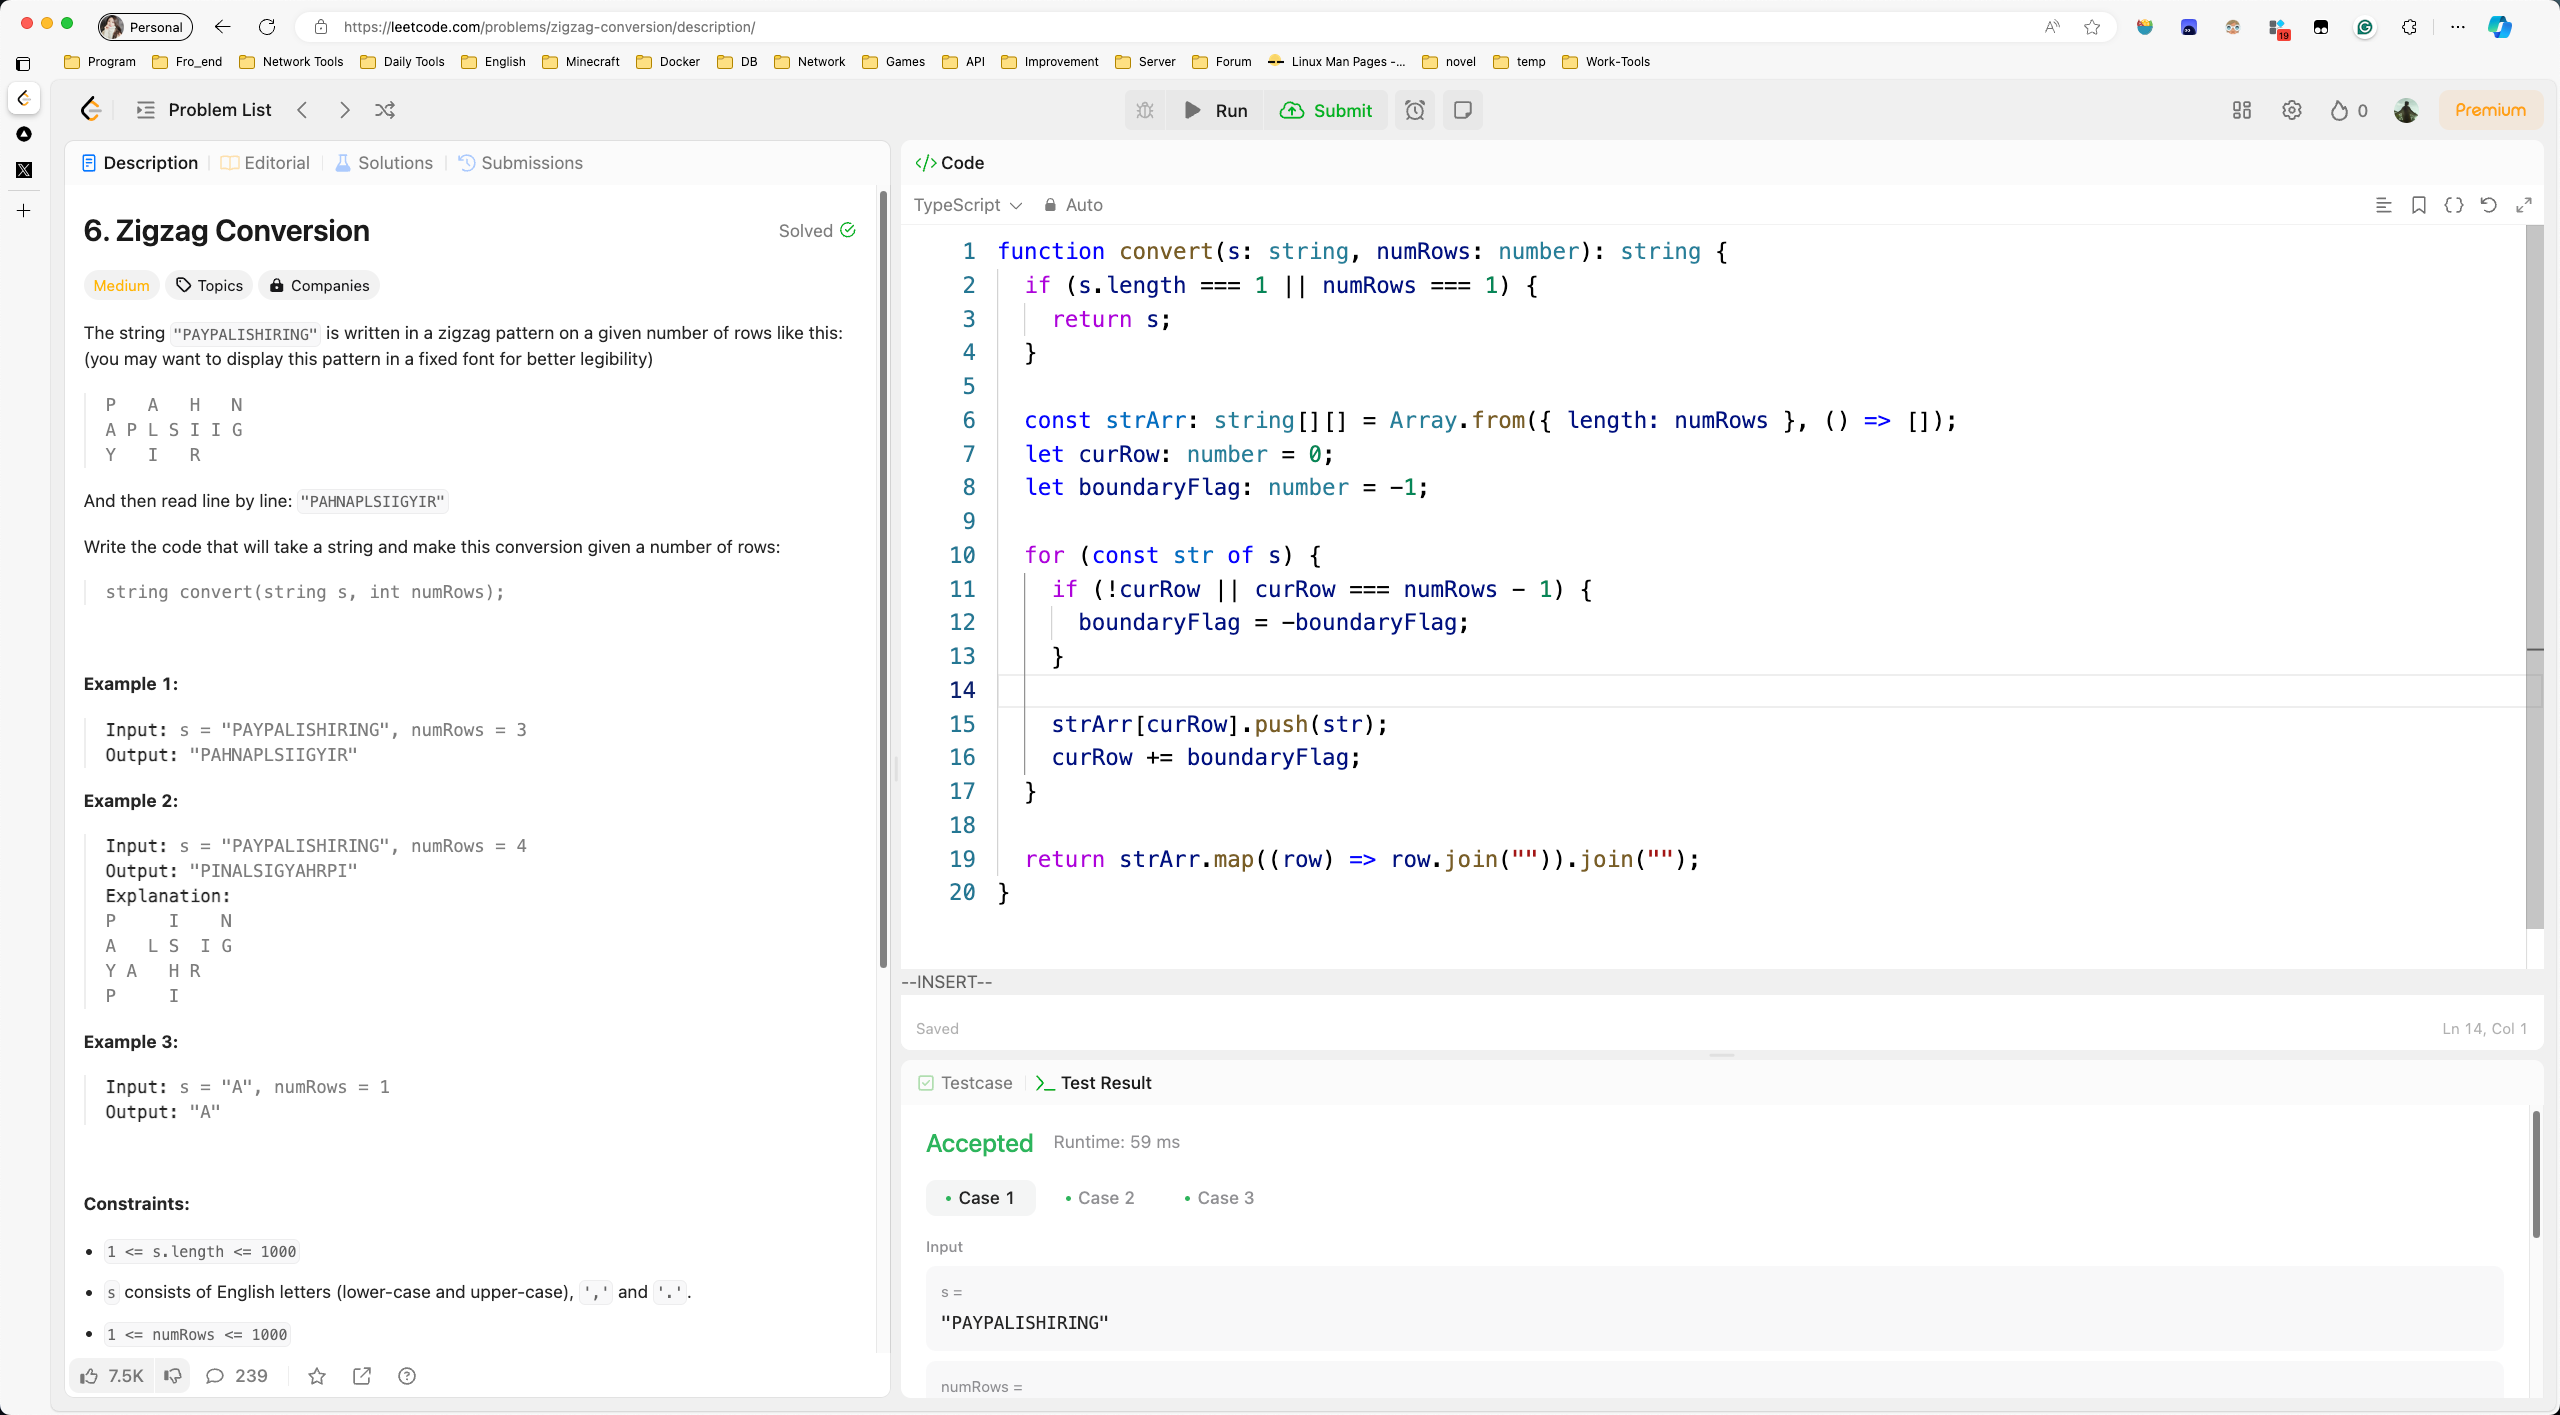 Personal
https://leetcode.com/problems/zigzag-conversion/description/
Program Fro_end Network Tools Daily Tools English Minecraft Docker DB Network Games API Improvement Server Forum Linux Man Pages -... novel temp Work-Tools
19
Problem List
Run Submit
0 Premium
Description Editorial Solutions Submissions
6. Zigzag Conversion
Solved
Medium Topics Companies
The string "PAYPALISHIRING" is written in a zigzag pattern on a given number of rows like this:
(you may want to display this pattern in a fixed font for better legibility)
P   A   H   N
A P L S I I G
Y   I   R
And then read line by line: "PAHNAPLSIIGYIR"
Write the code that will take a string and make this conversion given a number of rows:
string convert(string s, int numRows);
Example 1:
Input: s = "PAYPALISHIRING", numRows = 3
Output: "PAHNAPLSIIGYIR"
Example 2:
Input: s = "PAYPALISHIRING", numRows = 4
Output: "PINALSIGYAHRPI"
Explanation:
P     I    N
A   L S  I G
Y A   H R
P     I
Example 3:
Input: s = "A", numRows = 1
Output: "A"
Constraints:
• 1 <= s.length <= 1000
• s consists of English letters (lower-case and upper-case), ',' and '.'.
• 1 <= numRows <= 1000
7.5K 239
</> Code
TypeScript Auto
1 function convert(s: string, numRows: number): string {
2   if (s.length === 1 || numRows === 1) {
3     return s;
4   }
5
6   const strArr: string[][] = Array.from({ length: numRows }, () => []);
7   let curRow: number = 0;
8   let boundaryFlag: number = -1;
9
10   for (const str of s) {
11     if (!curRow || curRow === numRows - 1) {
12       boundaryFlag = -boundaryFlag;
13     }
14
15     strArr[curRow].push(str);
16     curRow += boundaryFlag;
17   }
18
19   return strArr.map((row) => row.join("")).join("");
20 }
--INSERT--
Saved
Ln 14, Col 1
Testcase >_ Test Result
Accepted Runtime: 59 ms
• Case 1 • Case 2 • Case 3
Input
s =
"PAYPALISHIRING"
numRows =